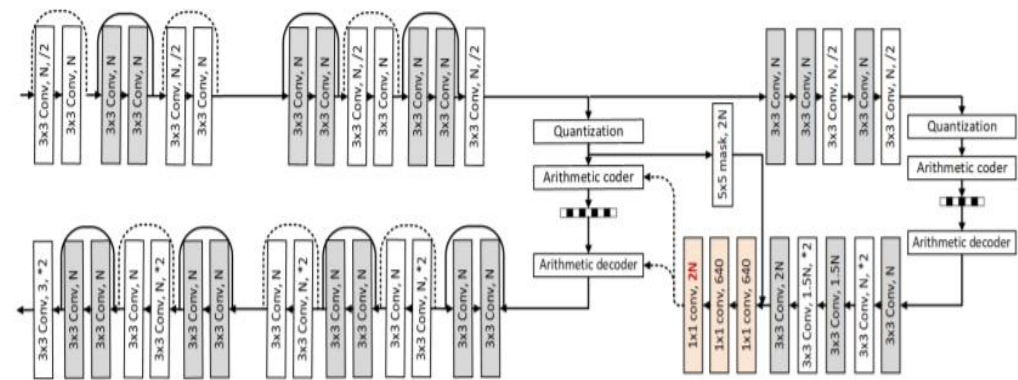 3x3 Conv, N, /2
3x3 Conv, N
3x3 Conv, N
3x3 Conv, N
3x3 Conv, N, /2
3x3 Conv, N
3x3 Conv, N
3x3 Conv, N
3x3 Conv, N, /2
3x3 Conv, N
3x3 Conv, N
3x3 Conv, N
3x3 Conv, N, /2
Quantization
Arithmetic coder
Arithmetic decoder
5x5 mask, 2N
3x3 Conv, N
3x3 Conv, N
3x3 Conv, N, /2
3x3 Conv, N
3x3 Conv, N, /2
Quantization
Arithmetic coder
Arithmetic decoder
3x3 Conv, 3, *2
3x3 Conv, N
3x3 Conv, N
3x3 Conv, N
3x3 Conv, N, *2
3x3 Conv, N
3x3 Conv, N
3x3 Conv, N
3x3 Conv, N, *2
3x3 Conv, N
3x3 Conv, N
3x3 Conv, N
3x3 Conv, N, *2
3x3 Conv, N
3x3 Conv, N
1x1 conv, 2N
1x1 conv, 640
1x1 conv, 640
3x3 Conv, 2N
3x3 Conv, 1.5N, *2
3x3 Conv, 1.5N
3x3 Conv, N, *2
3x3 Conv, N